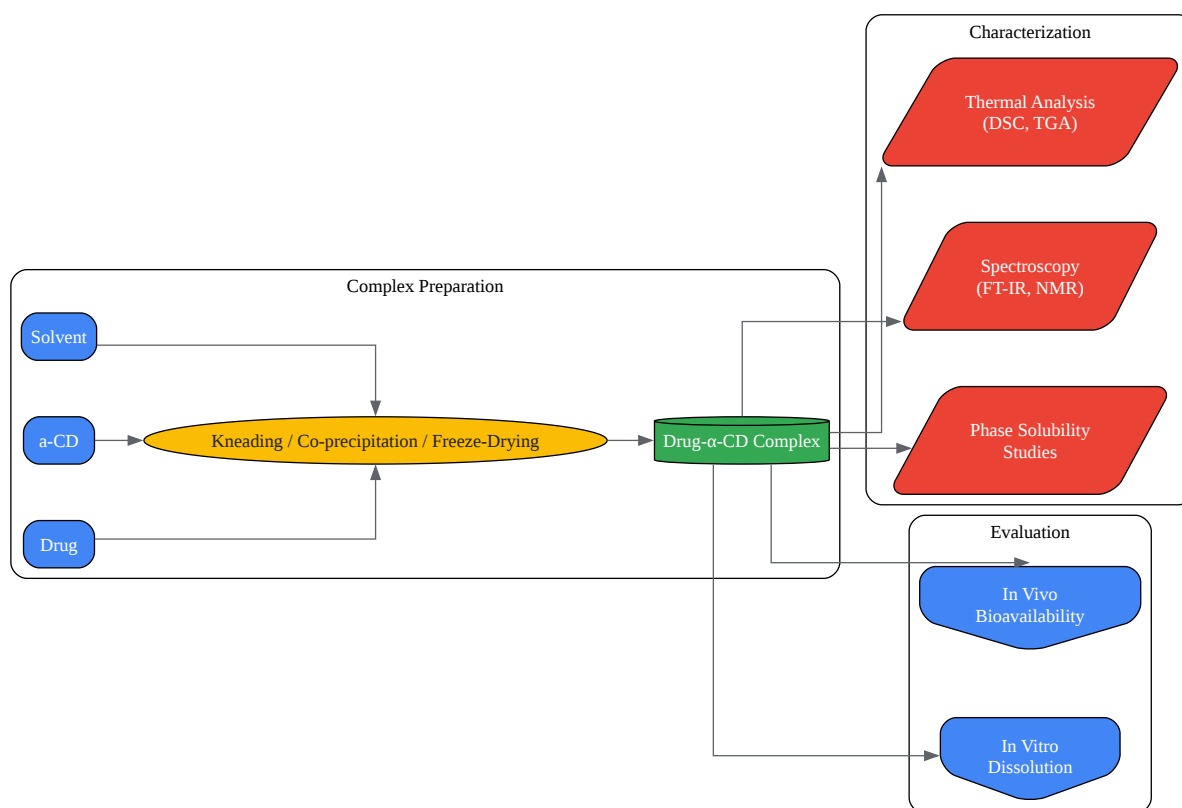 Complex Preparation
Solvent
a-CD
Drug
Kneading / Co-precipitation / Freeze-Drying
Drug-α-CD Complex
Characterization
Thermal Analysis
(DSC, TGA)
Spectroscopy
(FT-IR, NMR)
Phase Solubility
Studies
Evaluation
In Vivo
Bioavailability
In Vitro
Dissolution